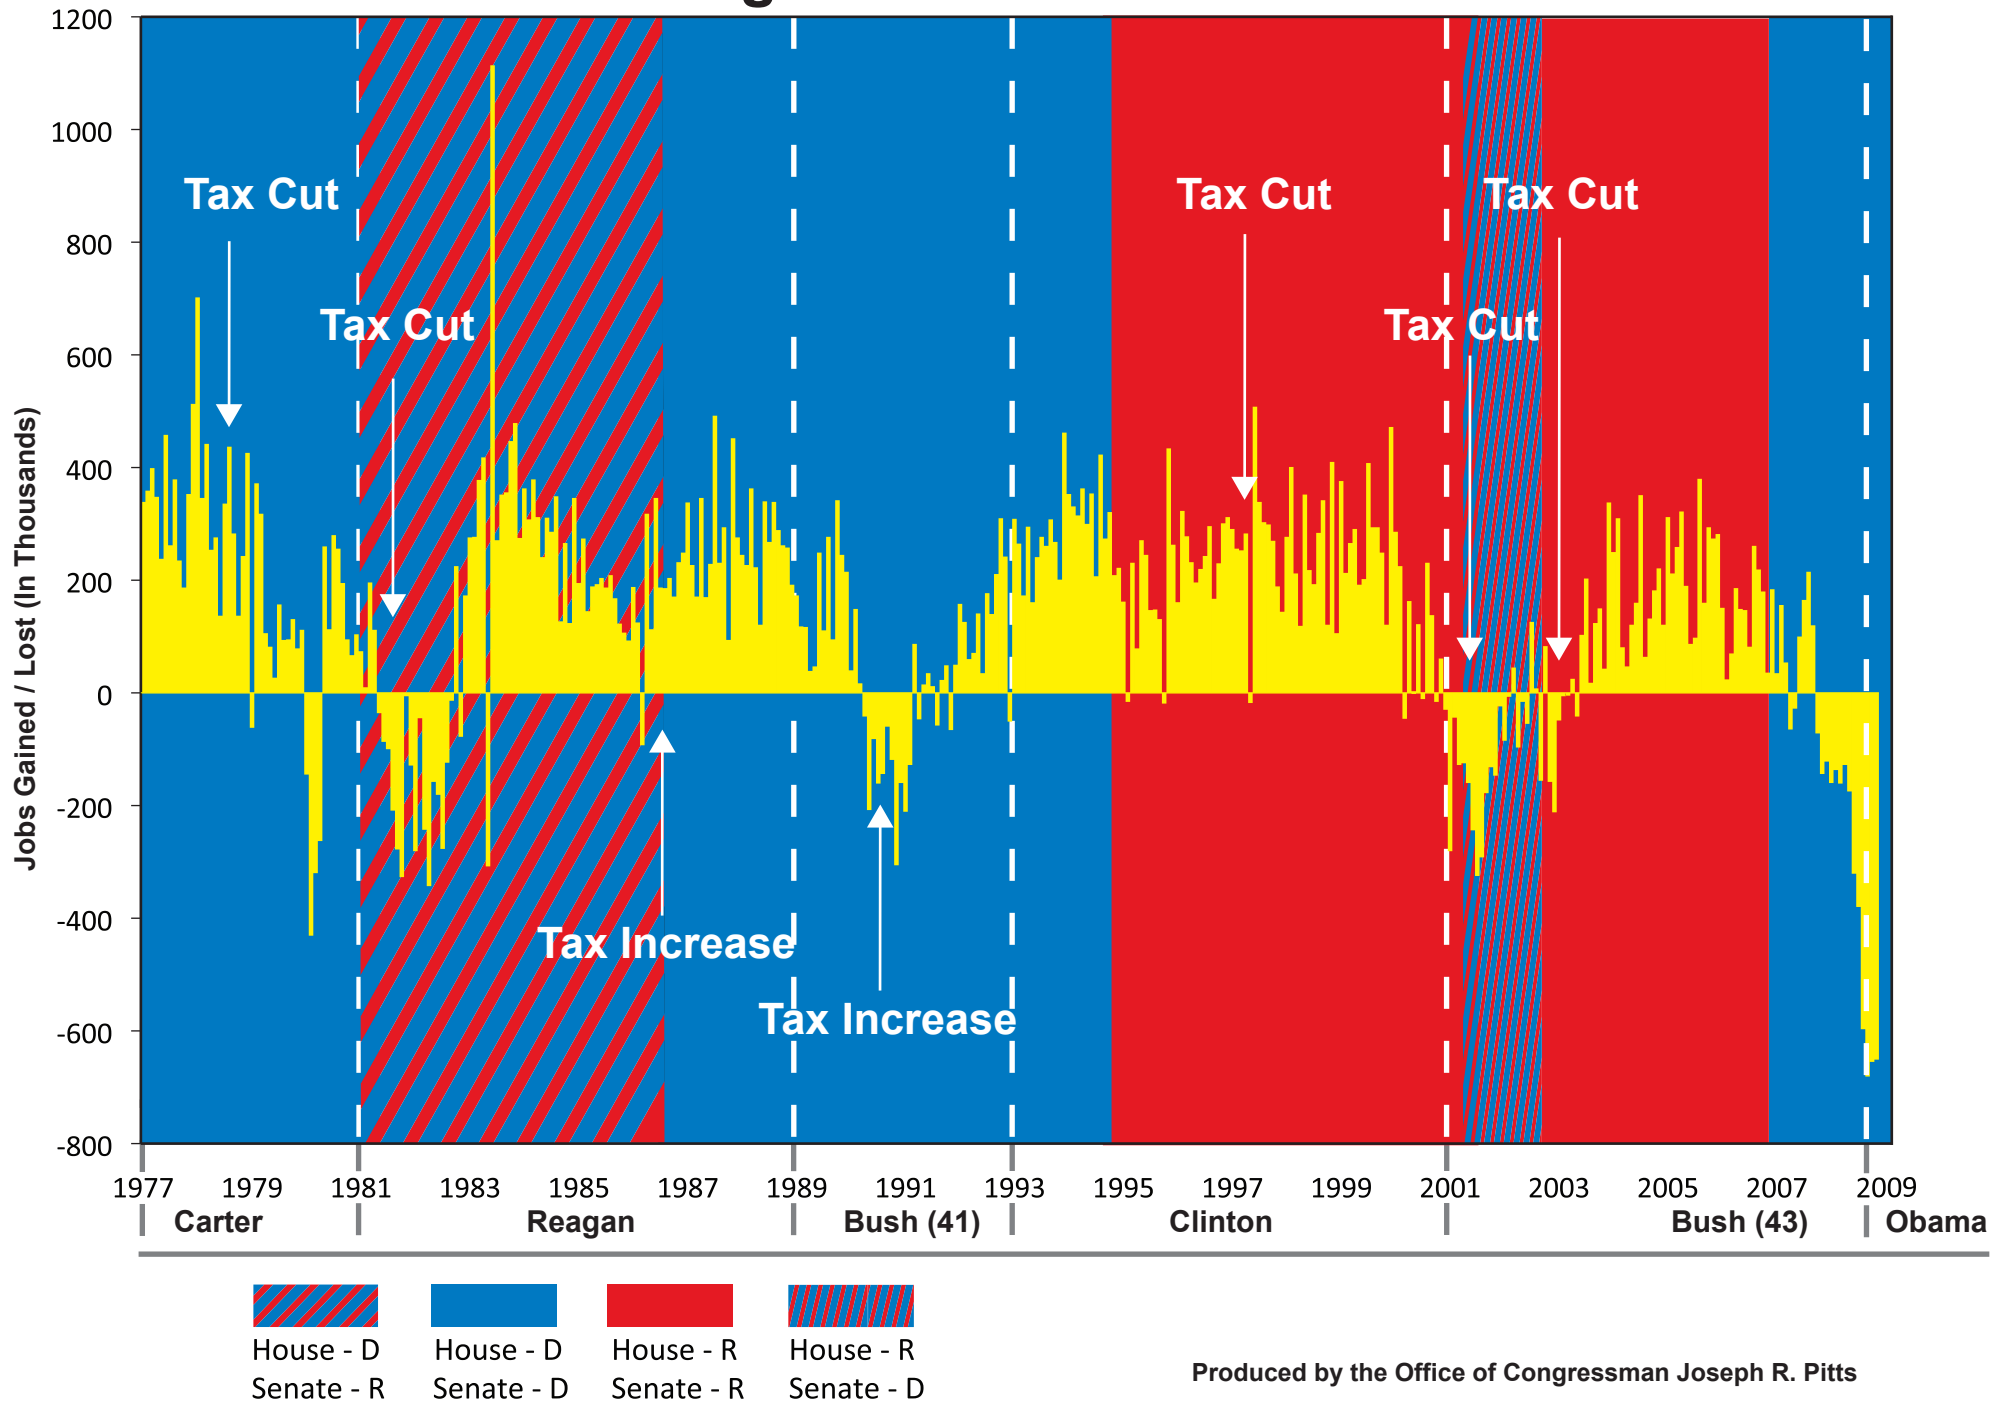 1200
1000
800
600
400
200
0
-200
-400
-600
-800
Jobs Gained / Lost (In Thousands)
Tax Cut
Tax Cut
Tax Cut
Tax Cut
Tax Cut
Tax Increase
Tax Increase
1977 1979 1981 1983 1985 1987 1989 1991 1993 1995 1997 1999 2001 2003 2005 2007 2009
Carter Reagan Bush (41) Clinton Bush (43) Obama
House - D House - D House - R House - R
Senate - R Senate - D Senate - R Senate - D
Produced by the Office of Congressman Joseph R. Pitts